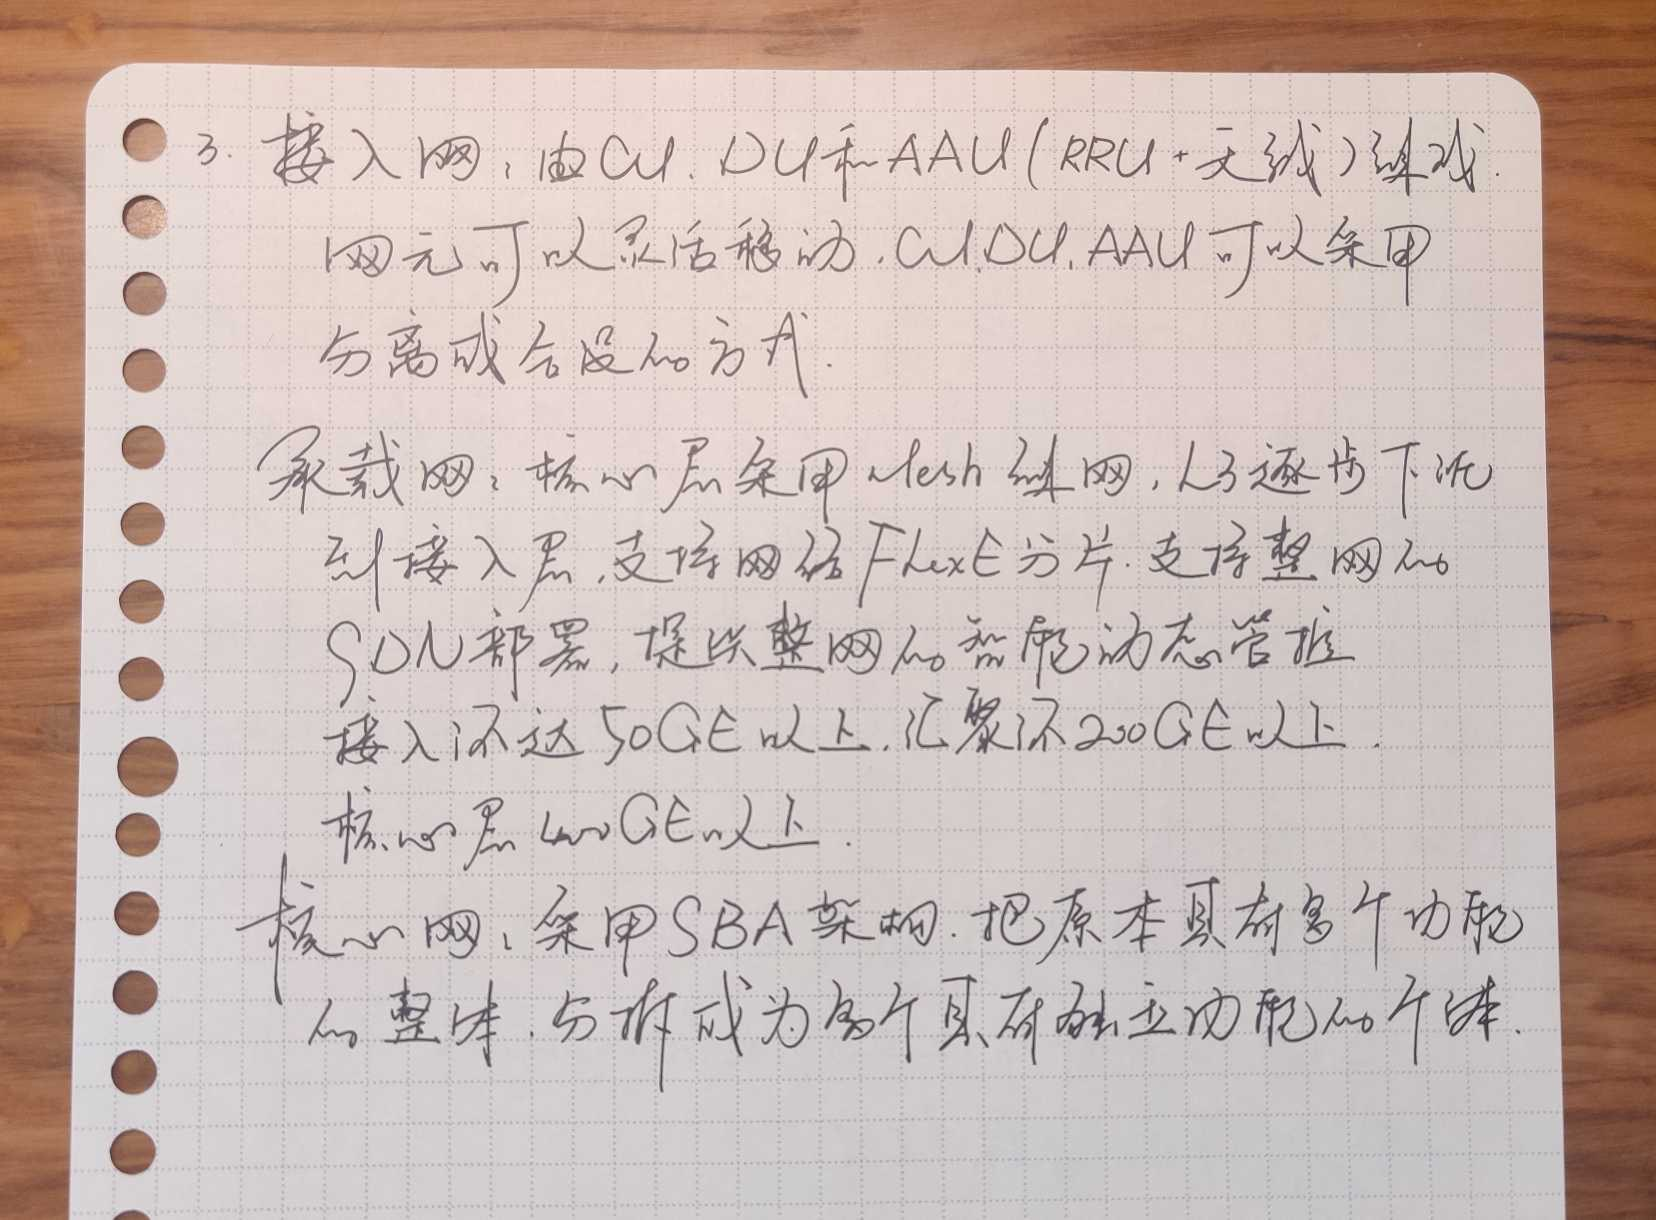 3. 接入网：由CU、DU和AAU(RRU+天线)组成.
网元可以灵活移动.CU、DU、AAU可以采用
分离或合设的方式.
承载网：核心层采用Mesh组网，L3逐步下沉
到接入层，支持网络FLexE分片.支持整网的
SDN部署，提供整网的智能动态管控
接入环达50GE以上.汇聚环200GE以上.
核心层400GE以上.
核心网：采用SBA架构.把原本具有多个功能
的整体.分拆成为多个具有独立功能的个体.